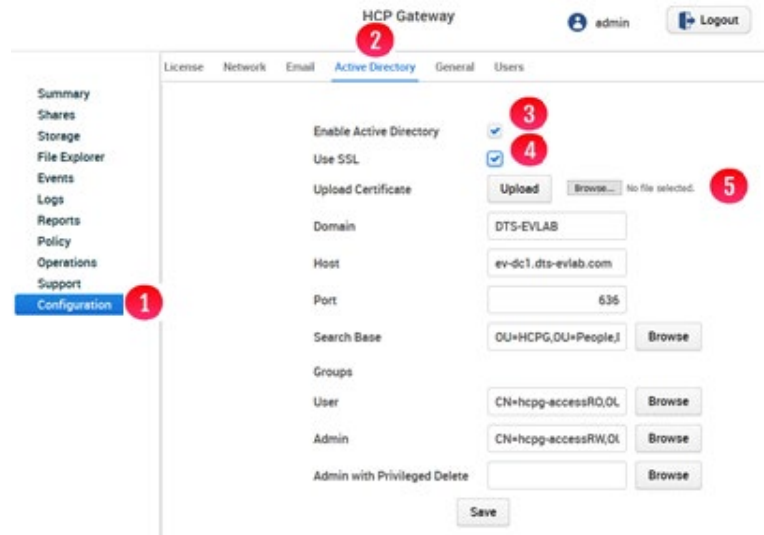 HCP Gateway
admin
Logout
2
License Network Email Active Directory General Users
Summary
Shares
Storage
File Explorer
Events
Logs
Reports
Policy
Operations
Support
Configuration 1
Enable Active Directory 3
Use SSL 4
Upload Certificate Upload Browse... No file selected. 5
Domain DTS-EVLAB
Host ev-dc1.dts-evlab.com
Port 636
Search Base OU=HCPG,OU=People, Browse
Groups
User CN=hcpg-accessRO,OU Browse
Admin CN=hcpg-accessRW,OU Browse
Admin with Privileged Delete Browse
Save